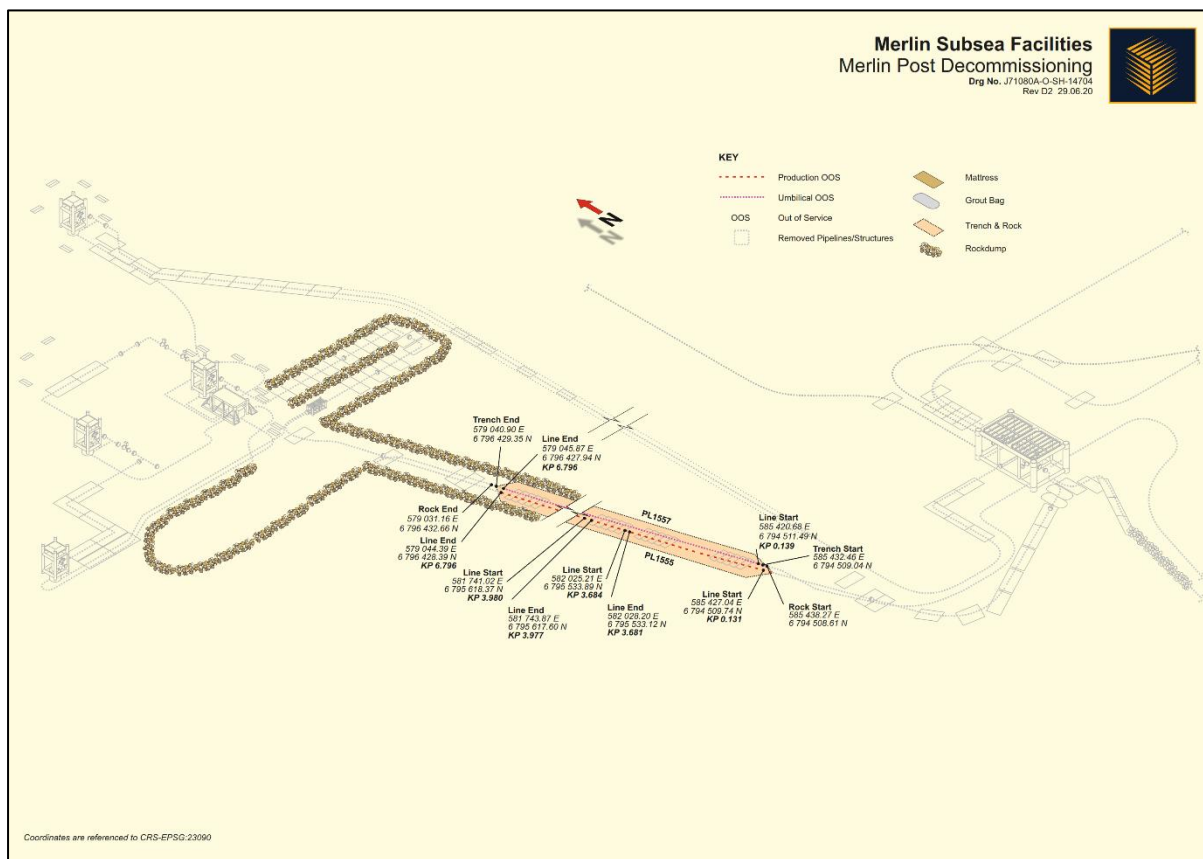 Merlin Subsea Facilities
Merlin Post Decommissioning
Drg No. J71080A-O-SH-14704
Rev D2 29.06.20
KEY
Production OOS
Umbilical OOS
OOS Out of Service
Removed Pipelines/Structures
Mattress
Grout Bag
Trench & Rock
Rockdump
N
N
Trench End
579 040.90 E
6 796 429.35 N
Line End
579 045.87 E
6 796 427.94 N
KP 6.796
Rock End
579 031.16 E
6 796 432.66 N
Line End
579 044.39 E
6 796 428.39 N
KP 6.796
Line Start
581 741.02 E
6 795 618.37 N
KP 3.980
Line End
581 743.87 E
6 795 617.60 N
KP 3.977
Line Start
582 025.21 E
6 795 533.89 N
KP 3.684
Line End
582 028.20 E
6 795 533.12 N
KP 3.681
PL1557
PL1555
Line Start
585 420.68 E
6 794 511.49 N
KP 0.139
Trench Start
585 432.46 E
6 794 509.04 N
Line Start
585 427.04 E
6 794 509.74 N
KP 0.131
Rock Start
585 438.27 E
6 794 508.61 N
Coordinates are referenced to CRS-EPSG:23090